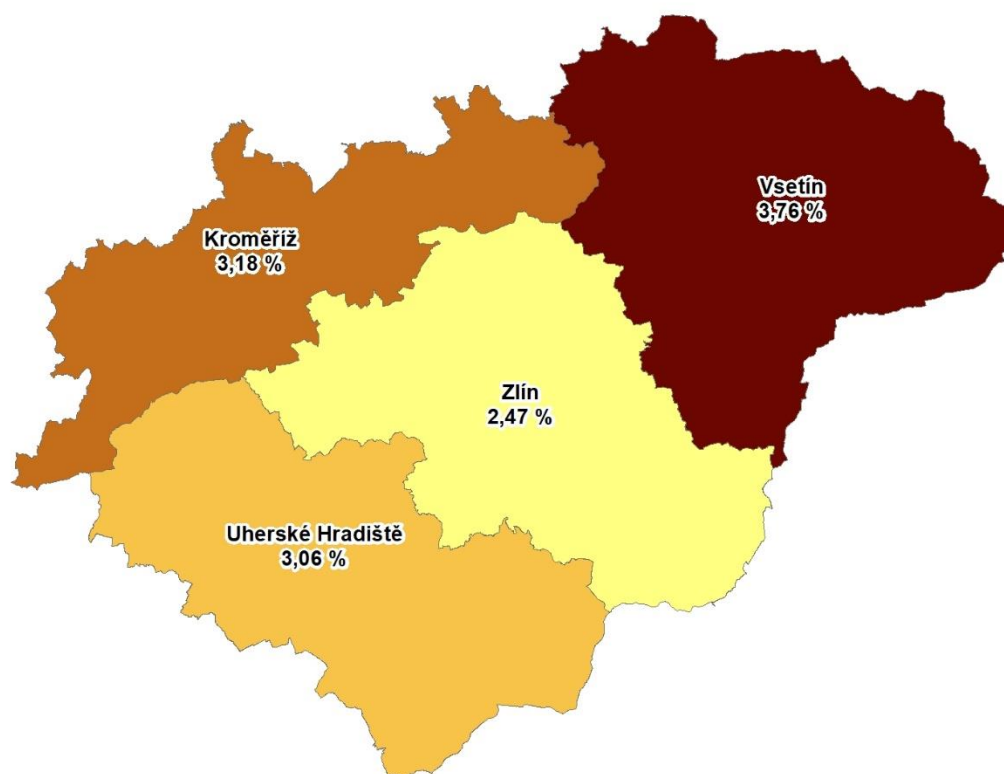 Vsetín
3,76 %
Kroměříž
3,18 %
Zlín
2,47 %
Uherské Hradiště
3,06 %